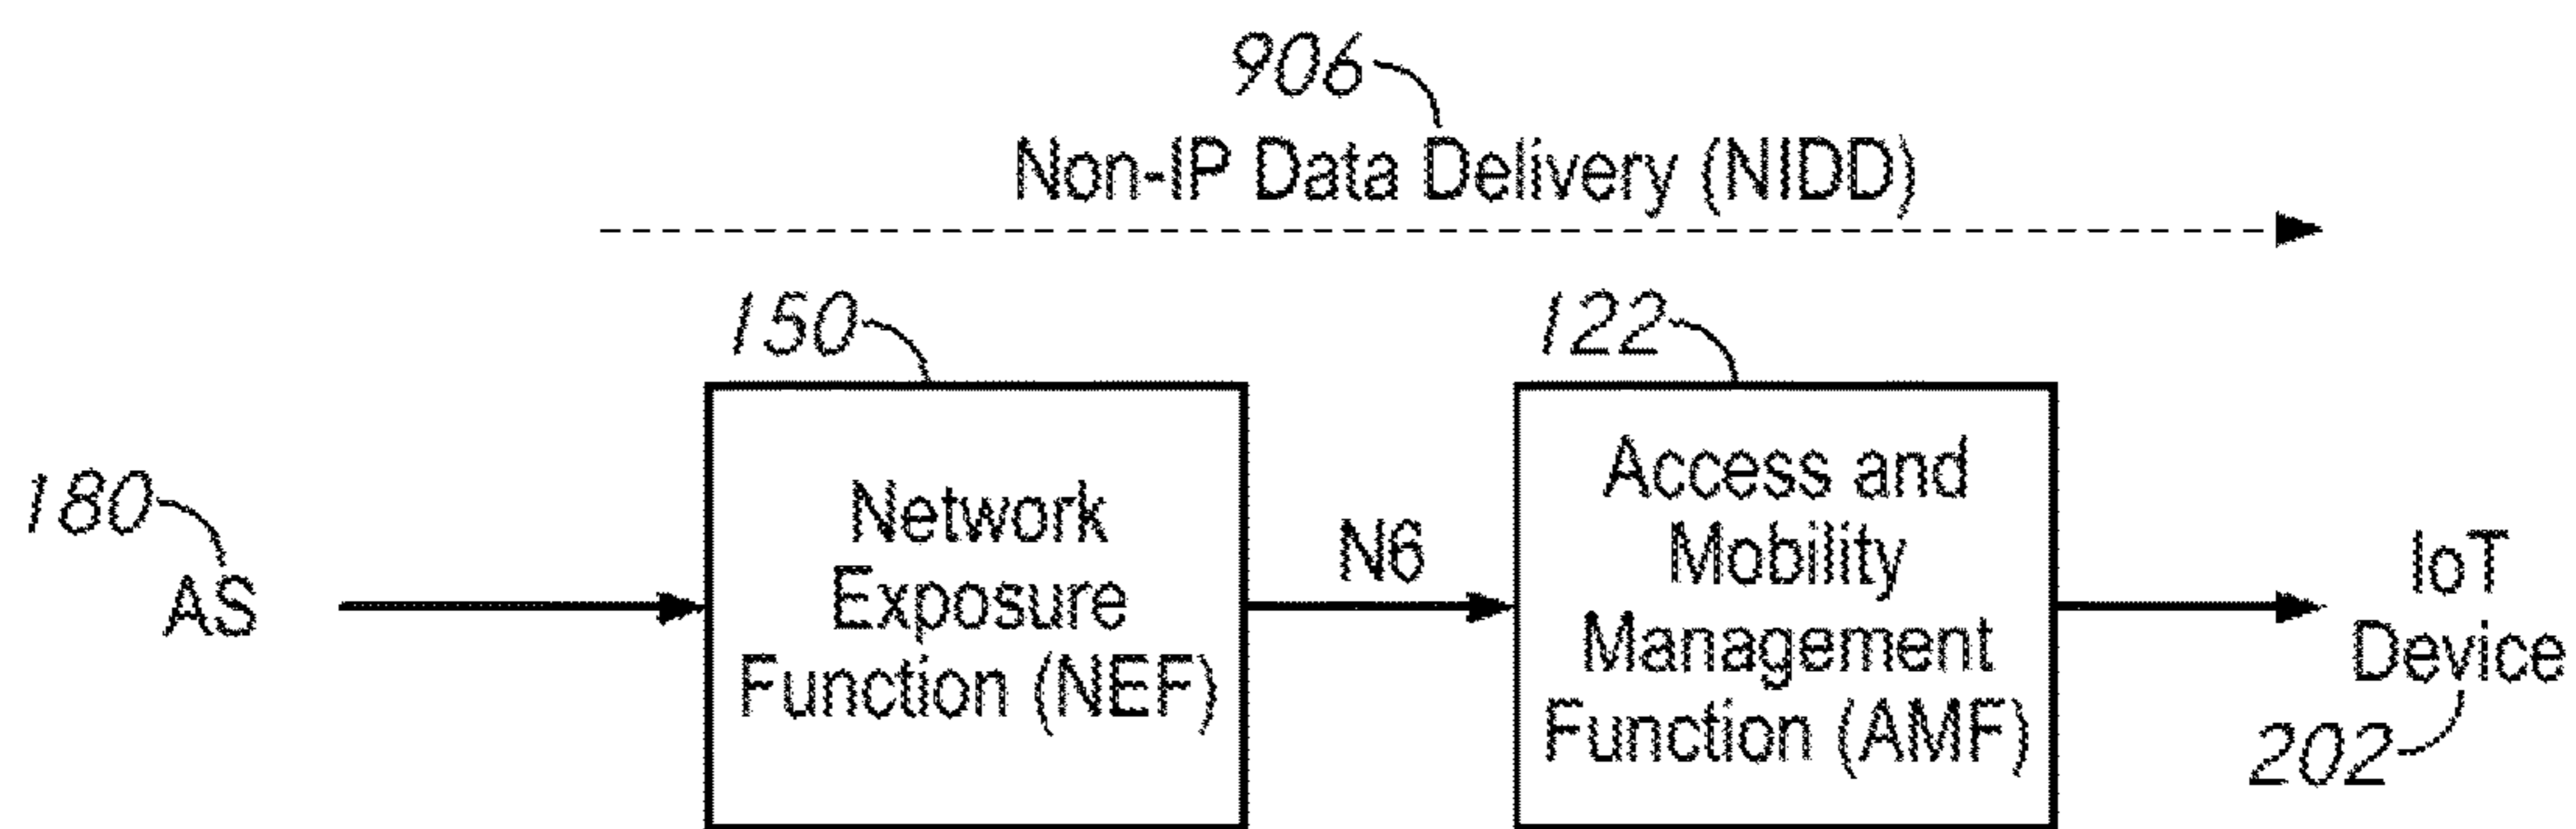 906
Non-IP Data Delivery (NIDD)
150
122
180
AS
Network
Exposure
Function (NEF)
N6
Access and
Mobility
Management
Function (AMF)
IoT
Device
202